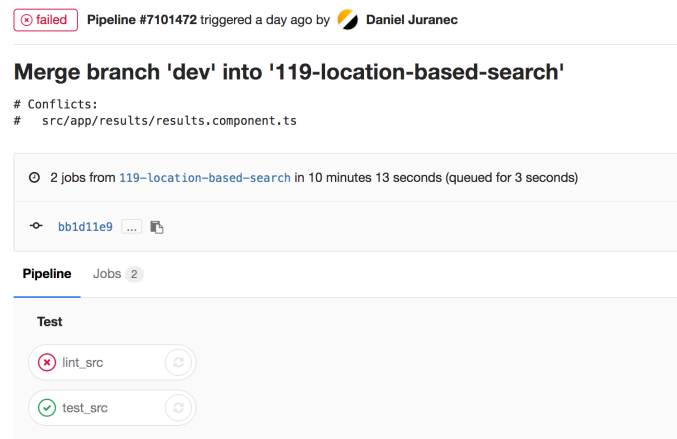 failed Pipeline #7101472 triggered a day ago by Daniel Juranec
Merge branch 'dev' into '119-location-based-search'
# Conflicts:
#   src/app/results/results.component.ts
2 jobs from 119-location-based-search in 10 minutes 13 seconds (queued for 3 seconds)
bb1d11e9 ...
Pipeline Jobs 2
Test
lint_src
test_src